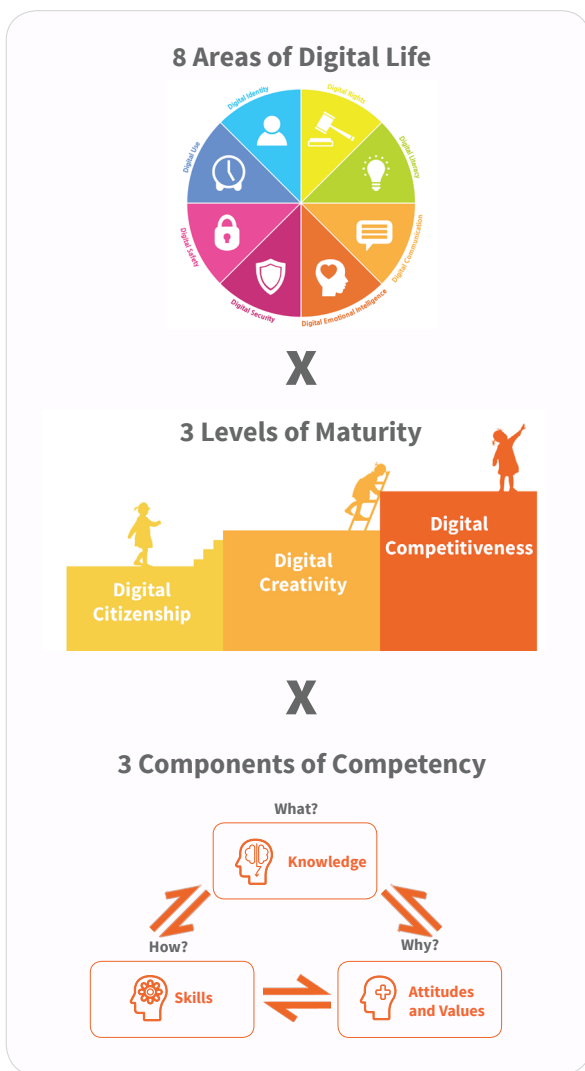 8 Areas of Digital Life
Digital Identity
Digital Rights
Digital Use
Digital Literacy
Digital Safety
Digital Communication
Digital Security
Digital Emotional Intelligence
X
3 Levels of Maturity
Digital
Citizenship
Digital
Creativity
Digital
Competitiveness
X
3 Components of Competency
What?
Knowledge
How?
Why?
Skills
Attitudes
and Values